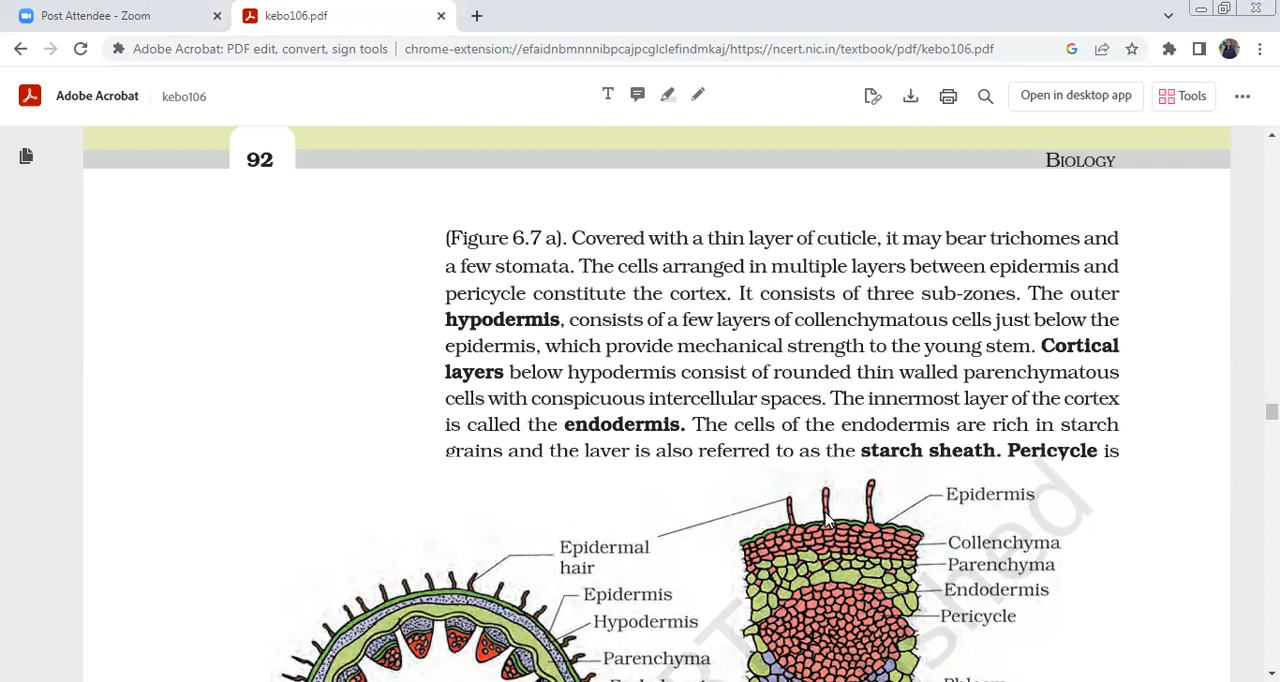 Post Attendee - Zoom
kebo106.pdf
Adobe Acrobat: PDF edit, convert, sign tools | chrome-extension://efaidnbmnnnibpcajpcglclefindmkaj/https://ncert.nic.in/textbook/pdf/kebo106.pdf
Adobe Acrobat kebo106
Open in desktop app
Tools
92
BIOLOGY
(Figure 6.7 a). Covered with a thin layer of cuticle, it may bear trichomes and
a few stomata. The cells arranged in multiple layers between epidermis and
pericycle constitute the cortex. It consists of three sub-zones. The outer
hypodermis, consists of a few layers of collenchymatous cells just below the
epidermis, which provide mechanical strength to the young stem. Cortical
layers below hypodermis consist of rounded thin walled parenchymatous
cells with conspicuous intercellular spaces. The innermost layer of the cortex
is called the endodermis. The cells of the endodermis are rich in starch
grains and the layer is also referred to as the starch sheath. Pericycle is
Epidermis
Epidermal
hair
Collenchyma
Parenchyma
Endodermis
Pericycle
Epidermis
Hypodermis
Parenchyma